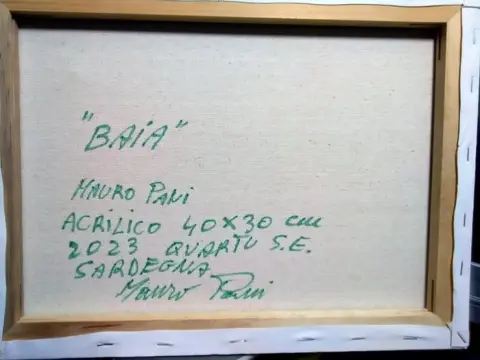 "BAiA"
MAURO PANI
ACRILICO 40X30 cm
2023 QUARTU S.E.
SARDEGNA
Mauro Pani